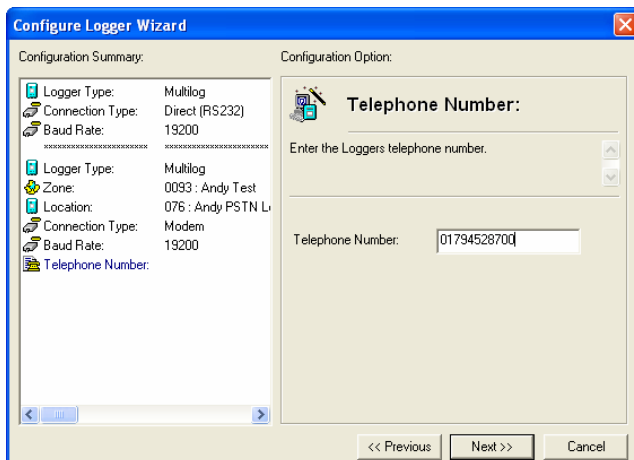 Configure Logger Wizard
Configuration Summary:
Logger Type: Multilog
Connection Type: Direct (RS232)
Baud Rate: 19200
xxxxxxxxxxxxxxxxxxxxxxx xxxxxxxxxxxxxxxxxxxxxxx
Logger Type: Multilog
Zone: 0093 : Andy Test
Location: 076 : Andy PSTN L
Connection Type: Modem
Baud Rate: 19200
Telephone Number:
Configuration Option:
Telephone Number:
Enter the Loggers telephone number.
Telephone Number: 01794528700
<< Previous Next >> Cancel